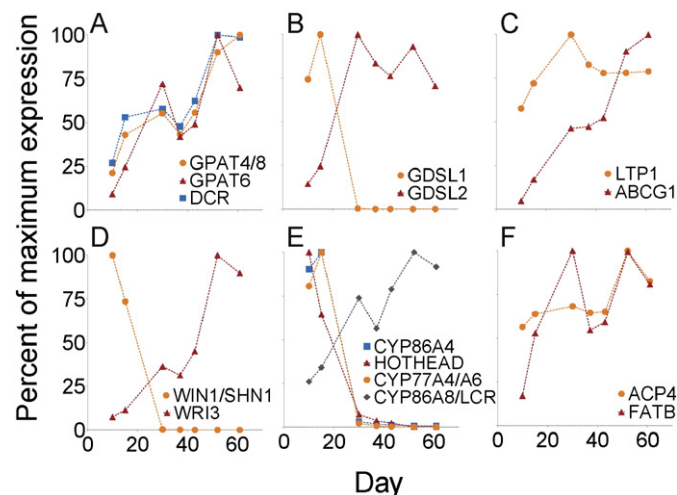 Percent of maximum expression
A
100
75
50
25
0
GPAT4/8
GPAT6
DCR
B
GDSL1
GDSL2
C
LTP1
ABCG1
D
100
75
50
25
0
WIN1/SHN1
WRI3
0 20 40 60
E
CYP86A4
HOTHEAD
CYP77A4/A6
CYP86A8/LCR
0 20 40 60
F
ACP4
FATB
0 20 40 60 80
Day